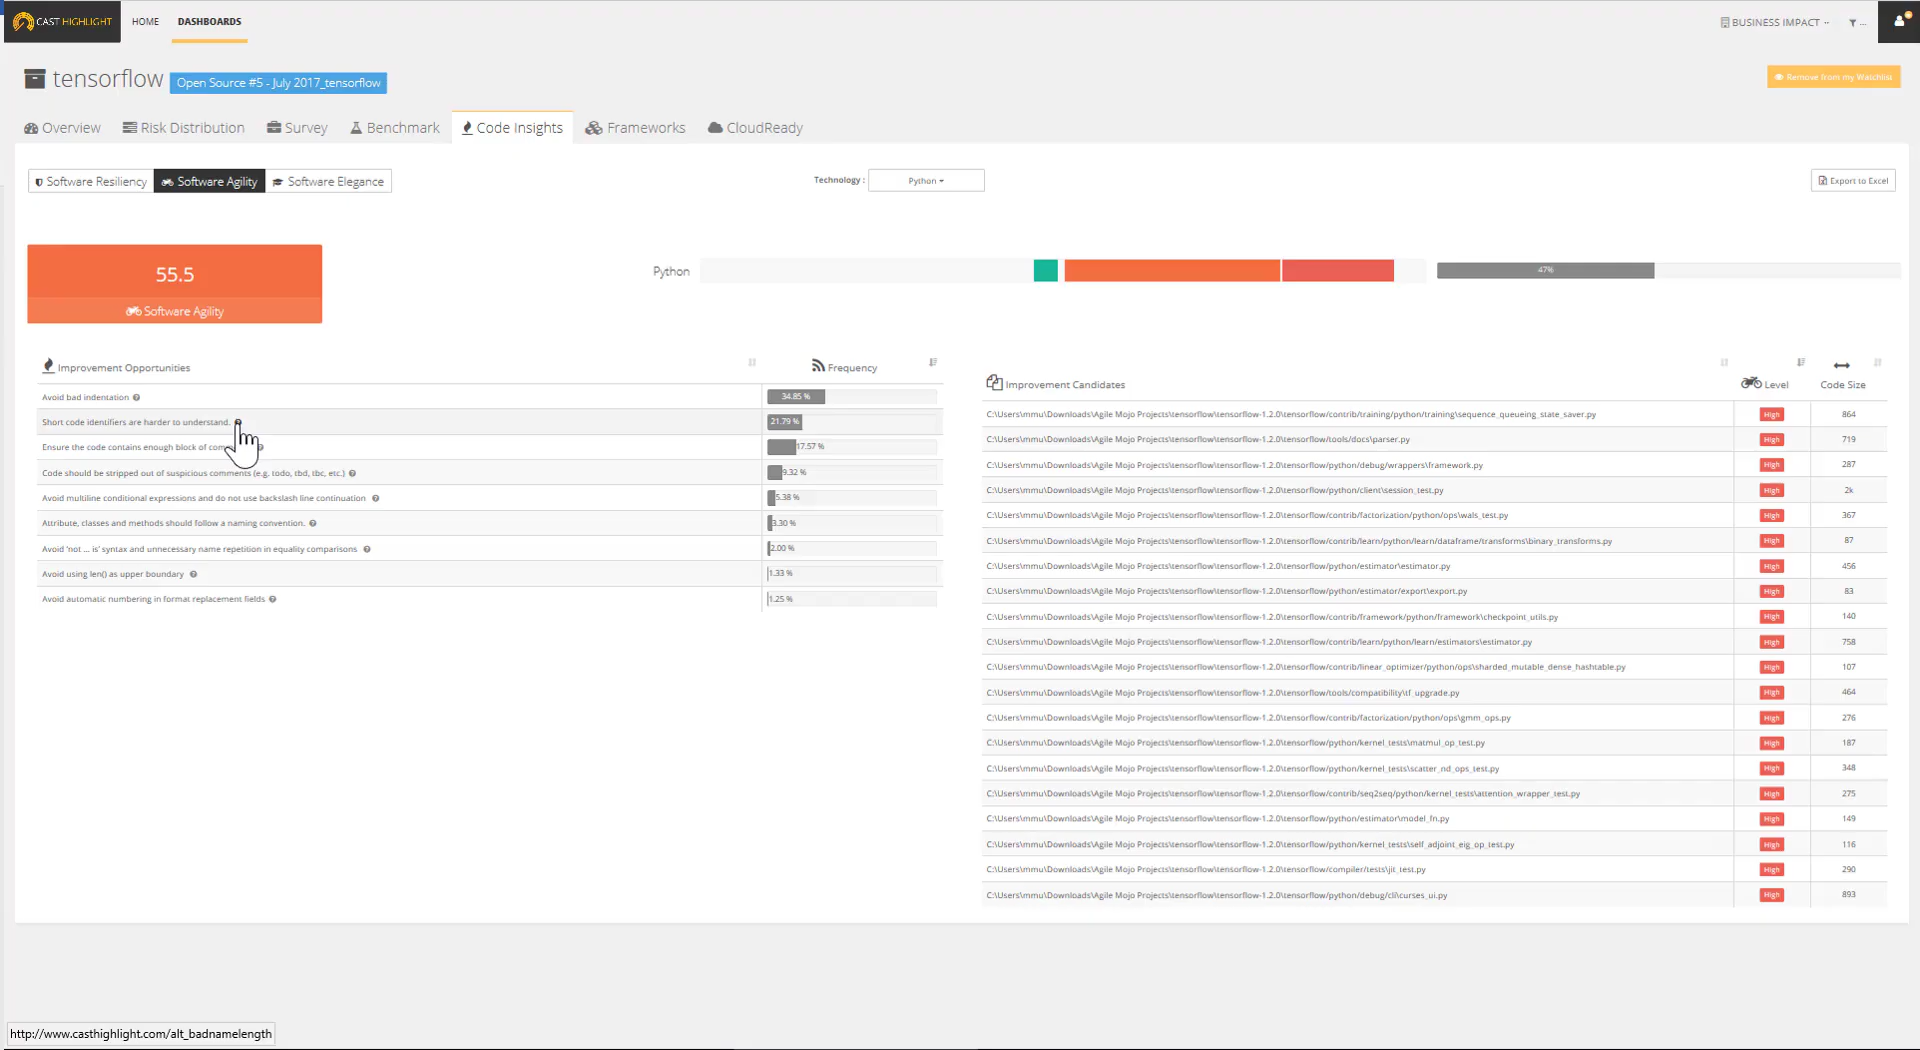 CAST HIGHLIGHT HOME DASHBOARDS BUSINESS IMPACT
tensorflow Open Source #5 - July 2017_tensorflow Remove from my Watchlist
Overview Risk Distribution Survey Benchmark Code Insights Frameworks CloudReady
Software Resiliency Software Agility Software Elegance Technology : Python Export to Excel
55.5
Software Agility
Python 47%
Improvement Opportunities Frequency
Avoid bad indentation 34.85 %
Short code identifiers are harder to understand. 21.79 %
Ensure the code contains enough block of 17.57 %
Code should be stripped out of suspicious comments (e.g. todo, tbd, tbc, etc.) 9.32 %
Avoid multiline conditional expressions and do not use backslash line continuation 5.38 %
Attribute, classes and methods should follow a naming convention. 3.30 %
Avoid 'not ... is' syntax and unnecessary name repetition in equality comparisons 2.00 %
Avoid using len() as upper boundary 1.33 %
Avoid automatic numbering in format replacement fields 1.25 %
Improvement Candidates Level Code Size
C:\Users\mmu\Downloads\Agile Mojo Projects\tensorflow\tensorflow-1.2.0\tensorflow/contrib/training/python/training\sequence_queueing_state_saver.py High 864
C:\Users\mmu\Downloads\Agile Mojo Projects\tensorflow\tensorflow-1.2.0\tensorflow/tools/docs\parser.py High 719
C:\Users\mmu\Downloads\Agile Mojo Projects\tensorflow\tensorflow-1.2.0\tensorflow/python/debug/wrappers\framework.py High 287
C:\Users\mmu\Downloads\Agile Mojo Projects\tensorflow\tensorflow-1.2.0\tensorflow/python/client\session_test.py High 2k
C:\Users\mmu\Downloads\Agile Mojo Projects\tensorflow\tensorflow-1.2.0\tensorflow/contrib/factorization/python/ops\wals_test.py High 367
C:\Users\mmu\Downloads\Agile Mojo Projects\tensorflow\tensorflow-1.2.0\tensorflow/contrib/learn/python/learn/dataframe/transforms\binary_transforms.py High 87
C:\Users\mmu\Downloads\Agile Mojo Projects\tensorflow\tensorflow-1.2.0\tensorflow/python/estimator\estimator.py High 456
C:\Users\mmu\Downloads\Agile Mojo Projects\tensorflow\tensorflow-1.2.0\tensorflow/python/estimator/export\export.py High 83
C:\Users\mmu\Downloads\Agile Mojo Projects\tensorflow\tensorflow-1.2.0\tensorflow/contrib/framework/python/framework\checkpoint_utils.py High 140
C:\Users\mmu\Downloads\Agile Mojo Projects\tensorflow\tensorflow-1.2.0\tensorflow/contrib/learn/python/learn/estimators\estimator.py High 758
C:\Users\mmu\Downloads\Agile Mojo Projects\tensorflow\tensorflow-1.2.0\tensorflow/contrib/linear_optimizer/python/ops\sharded_mutable_dense_hashtable.py High 107
C:\Users\mmu\Downloads\Agile Mojo Projects\tensorflow\tensorflow-1.2.0\tensorflow/tools/compatibility\tf_upgrade.py High 464
C:\Users\mmu\Downloads\Agile Mojo Projects\tensorflow\tensorflow-1.2.0\tensorflow/contrib/factorization/python/ops\gmm_ops.py High 276
C:\Users\mmu\Downloads\Agile Mojo Projects\tensorflow\tensorflow-1.2.0\tensorflow/python/kernel_tests\matmul_op_test.py High 187
C:\Users\mmu\Downloads\Agile Mojo Projects\tensorflow\tensorflow-1.2.0\tensorflow/python/kernel_tests\scatter_nd_ops_test.py High 348
C:\Users\mmu\Downloads\Agile Mojo Projects\tensorflow\tensorflow-1.2.0\tensorflow/contrib/seq2seq/python/kernel_tests\attention_wrapper_test.py High 275
C:\Users\mmu\Downloads\Agile Mojo Projects\tensorflow\tensorflow-1.2.0\tensorflow/python/estimator\model_fn.py High 149
C:\Users\mmu\Downloads\Agile Mojo Projects\tensorflow\tensorflow-1.2.0\tensorflow/python/kernel_tests\self_adjoint_eig_op_test.py High 116
C:\Users\mmu\Downloads\Agile Mojo Projects\tensorflow\tensorflow-1.2.0\tensorflow/compiler/tests\jit_test.py High 290
C:\Users\mmu\Downloads\Agile Mojo Projects\tensorflow\tensorflow-1.2.0\tensorflow/python/debug/cli\curses_ui.py High 893
http://www.casthighlight.com/alt_badnamelength